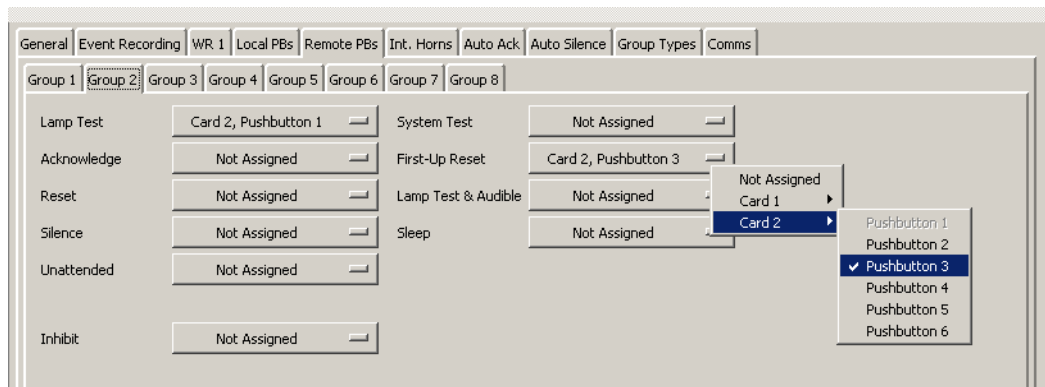 General Event Recording WR 1 Local PBs Remote PBs Int. Horns Auto Ack Auto Silence Group Types Comms
Group 1 Group 2 Group 3 Group 4 Group 5 Group 6 Group 7 Group 8
Lamp Test Card 2, Pushbutton 1 System Test Not Assigned
Acknowledge Not Assigned First-Up Reset Card 2, Pushbutton 3
Reset Not Assigned Lamp Test & Audible Not Assigned
Silence Not Assigned Sleep Not Assigned
Unattended Not Assigned
Inhibit Not Assigned
Not Assigned
Card 1
Card 2
Pushbutton 1
Pushbutton 2
Pushbutton 3
Pushbutton 4
Pushbutton 5
Pushbutton 6